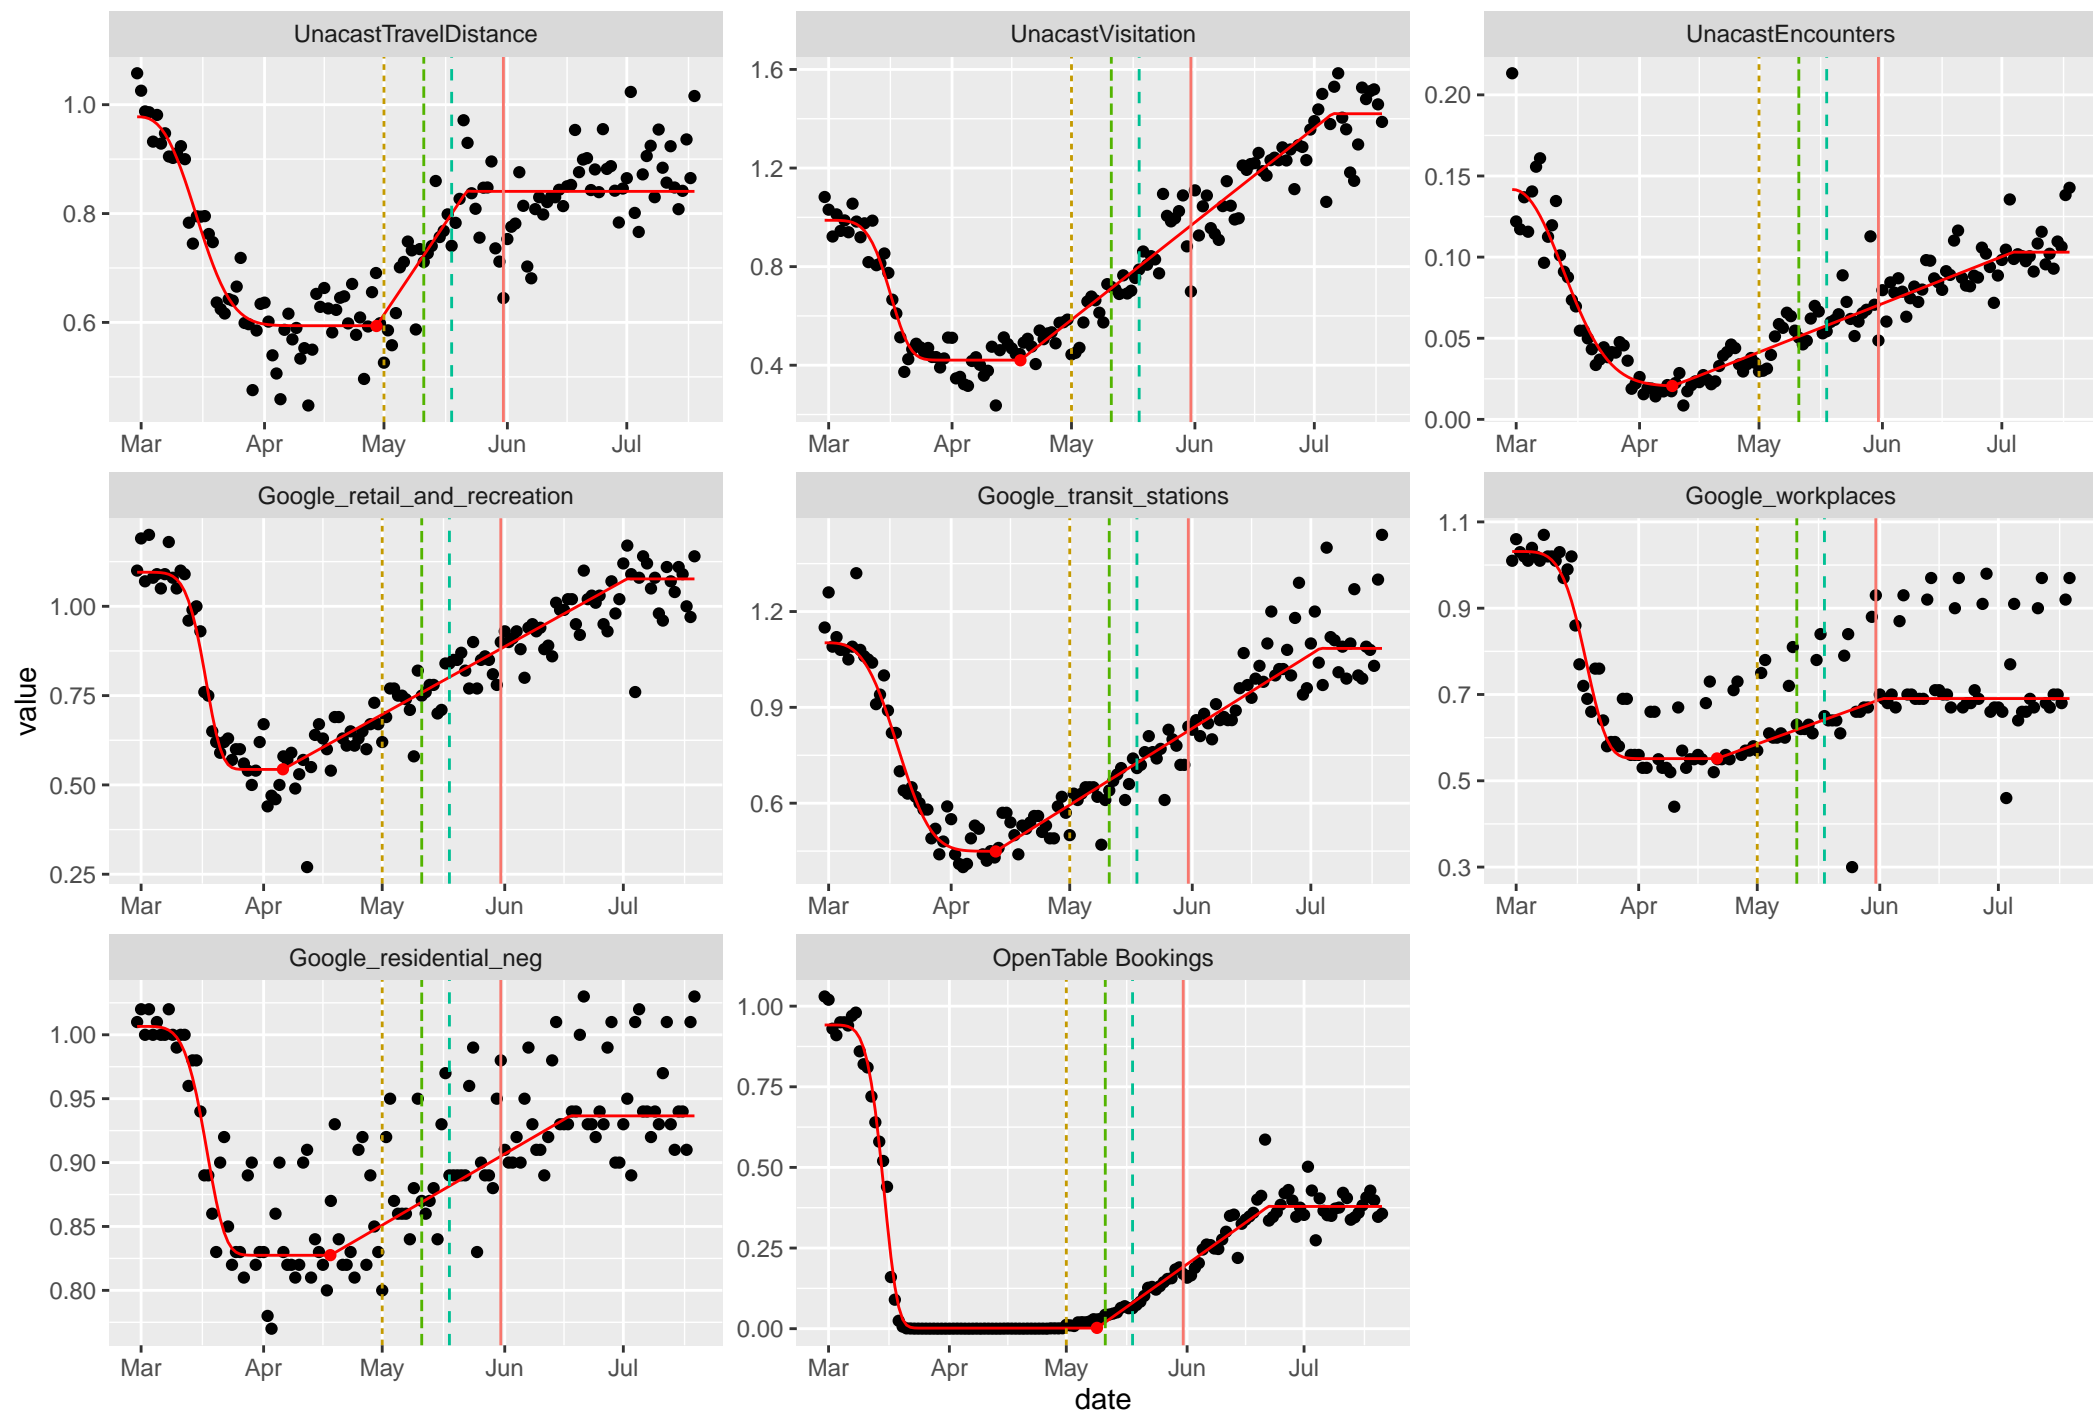 UnacastTravelDistance
UnacastVisitation
UnacastEncounters
1.0
0.8
0.6
Mar Apr May Jun Jul
1.6
1.2
0.8
0.4
Mar Apr May Jun Jul
0.20
0.15
0.10
0.05
0.00
Mar Apr May Jun Jul
Google_retail_and_recreation
Google_transit_stations
Google_workplaces
value
1.00
0.75
0.50
0.25
Mar Apr May Jun Jul
1.2
0.9
0.6
Mar Apr May Jun Jul
1.1
0.9
0.7
0.5
0.3
Mar Apr May Jun Jul
Google_residential_neg
OpenTable Bookings
1.00
0.95
0.90
0.85
0.80
Mar Apr May Jun Jul
1.00
0.75
0.50
0.25
0.00
Mar Apr May Jun Jul
date